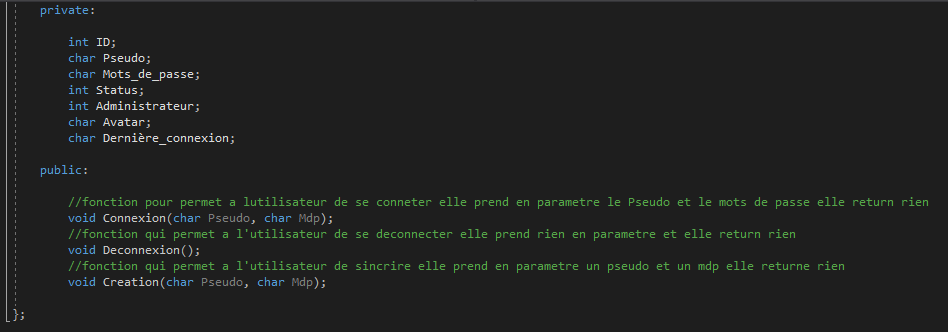 private:
int ID;
char Pseudo;
char Mots_de_passe;
int Status;
int Administrateur;
char Avatar;
char Dernière_connexion;
public:
//fonction pour permet a lutilisateur de se conneter elle prend en parametre le Pseudo et le mots de passe elle return rien
void Connexion(char Pseudo, char Mdp);
//fonction qui permet a l'utilisateur de se deconnecter elle prend rien en parametre et elle return rien
void Deconnexion();
//fonction qui permet a l'utilisateur de sincrire elle prend en parametre un pseudo et un mdp elle returne rien
void Creation(char Pseudo, char Mdp);
};